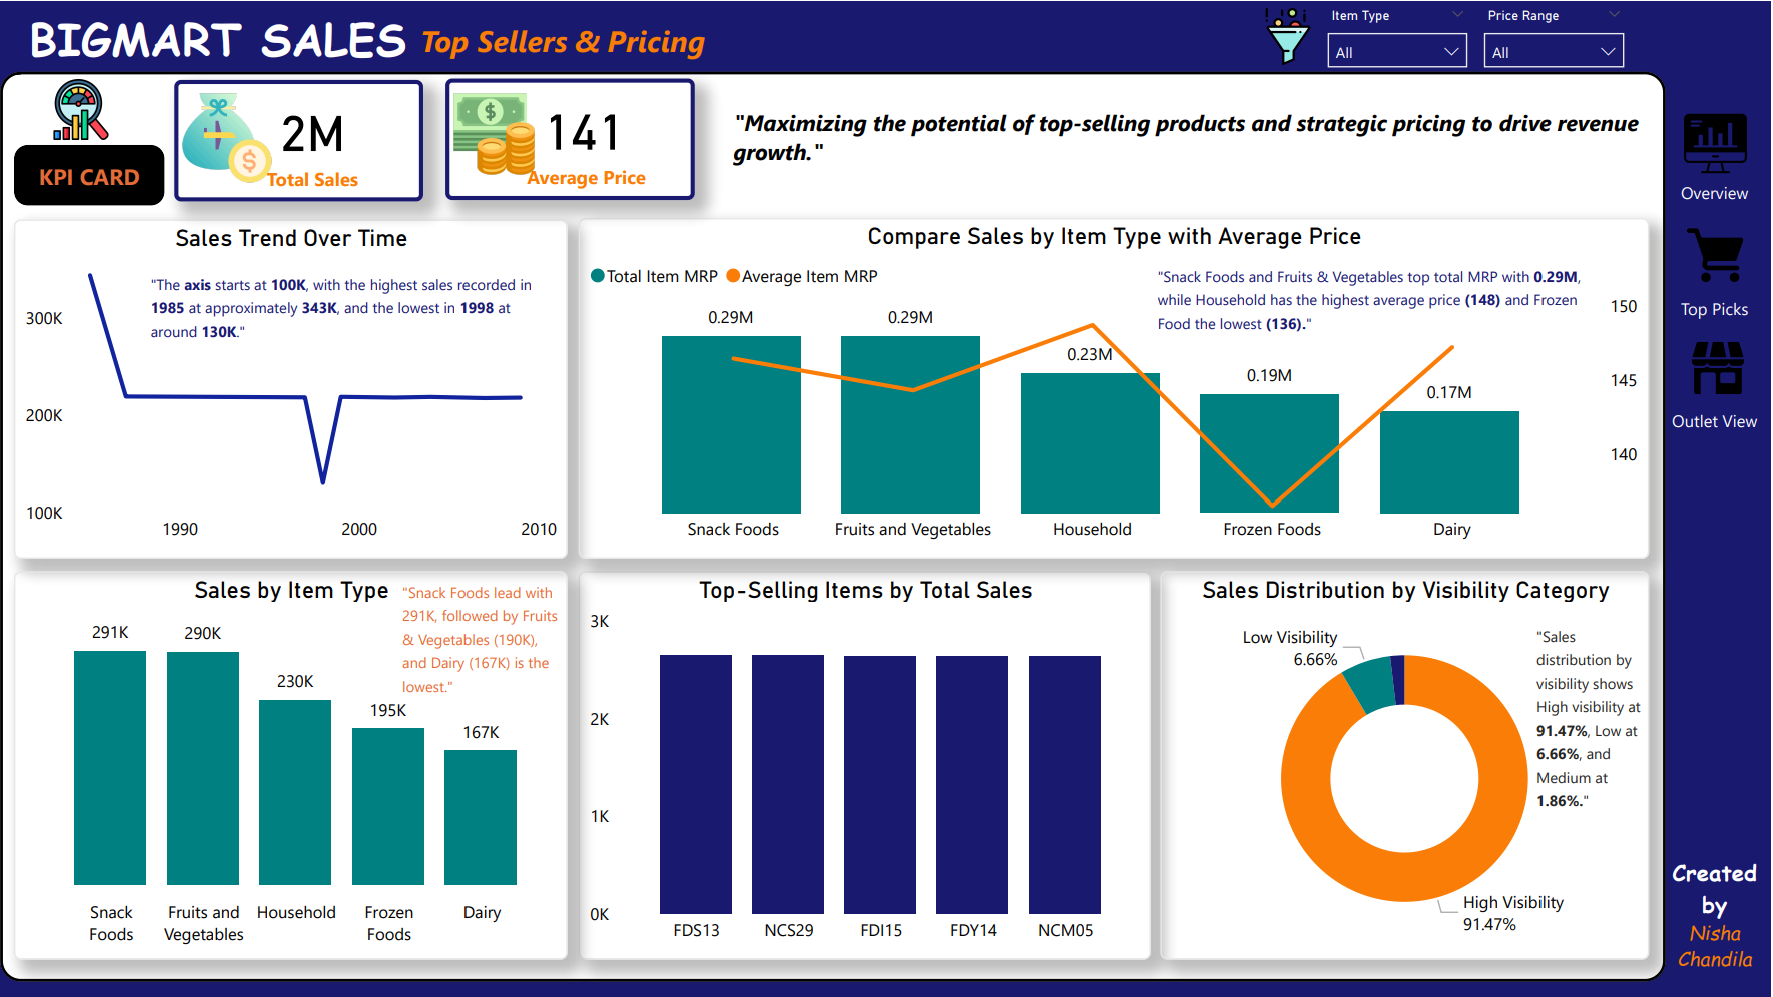 BIGMART SALES Top Sellers & Pricing
Item Type
Price Range
All
All
KPI CARD
2M
Total Sales
141
Average Price
"Maximizing the potential of top-selling products and strategic pricing to drive revenue
growth."
Overview
Top Picks
Outlet View
Sales Trend Over Time
"The axis starts at 100K, with the highest sales recorded in
1985 at approximately 343K, and the lowest in 1998 at
around 130K."
300K
200K
100K
1990 2000 2010
Compare Sales by Item Type with Average Price
Total Item MRP Average Item MRP
"Snack Foods and Fruits & Vegetables top total MRP with 0.29M,
while Household has the highest average price (148) and Frozen
Food the lowest (136)."
0.29M
0.29M
0.23M
0.19M
0.17M
150
145
140
Snack Foods Fruits and Vegetables Household Frozen Foods Dairy
Sales by Item Type
"Snack Foods lead with
291K, followed by Fruits
& Vegetables (190K),
and Dairy (167K) is the
lowest."
291K
290K
230K
195K
167K
Snack Foods
Fruits and Vegetables
Household
Frozen Foods
Dairy
Top-Selling Items by Total Sales
3K
2K
1K
0K
FDS13 NCS29 FDI15 FDY14 NCM05
Sales Distribution by Visibility Category
Low Visibility
6.66%
"Sales
distribution by
visibility shows
High visibility at
91.47%, Low at
6.66%, and
Medium at
1.86%."
High Visibility
91.47%
Created
by
Nisha
Chandila